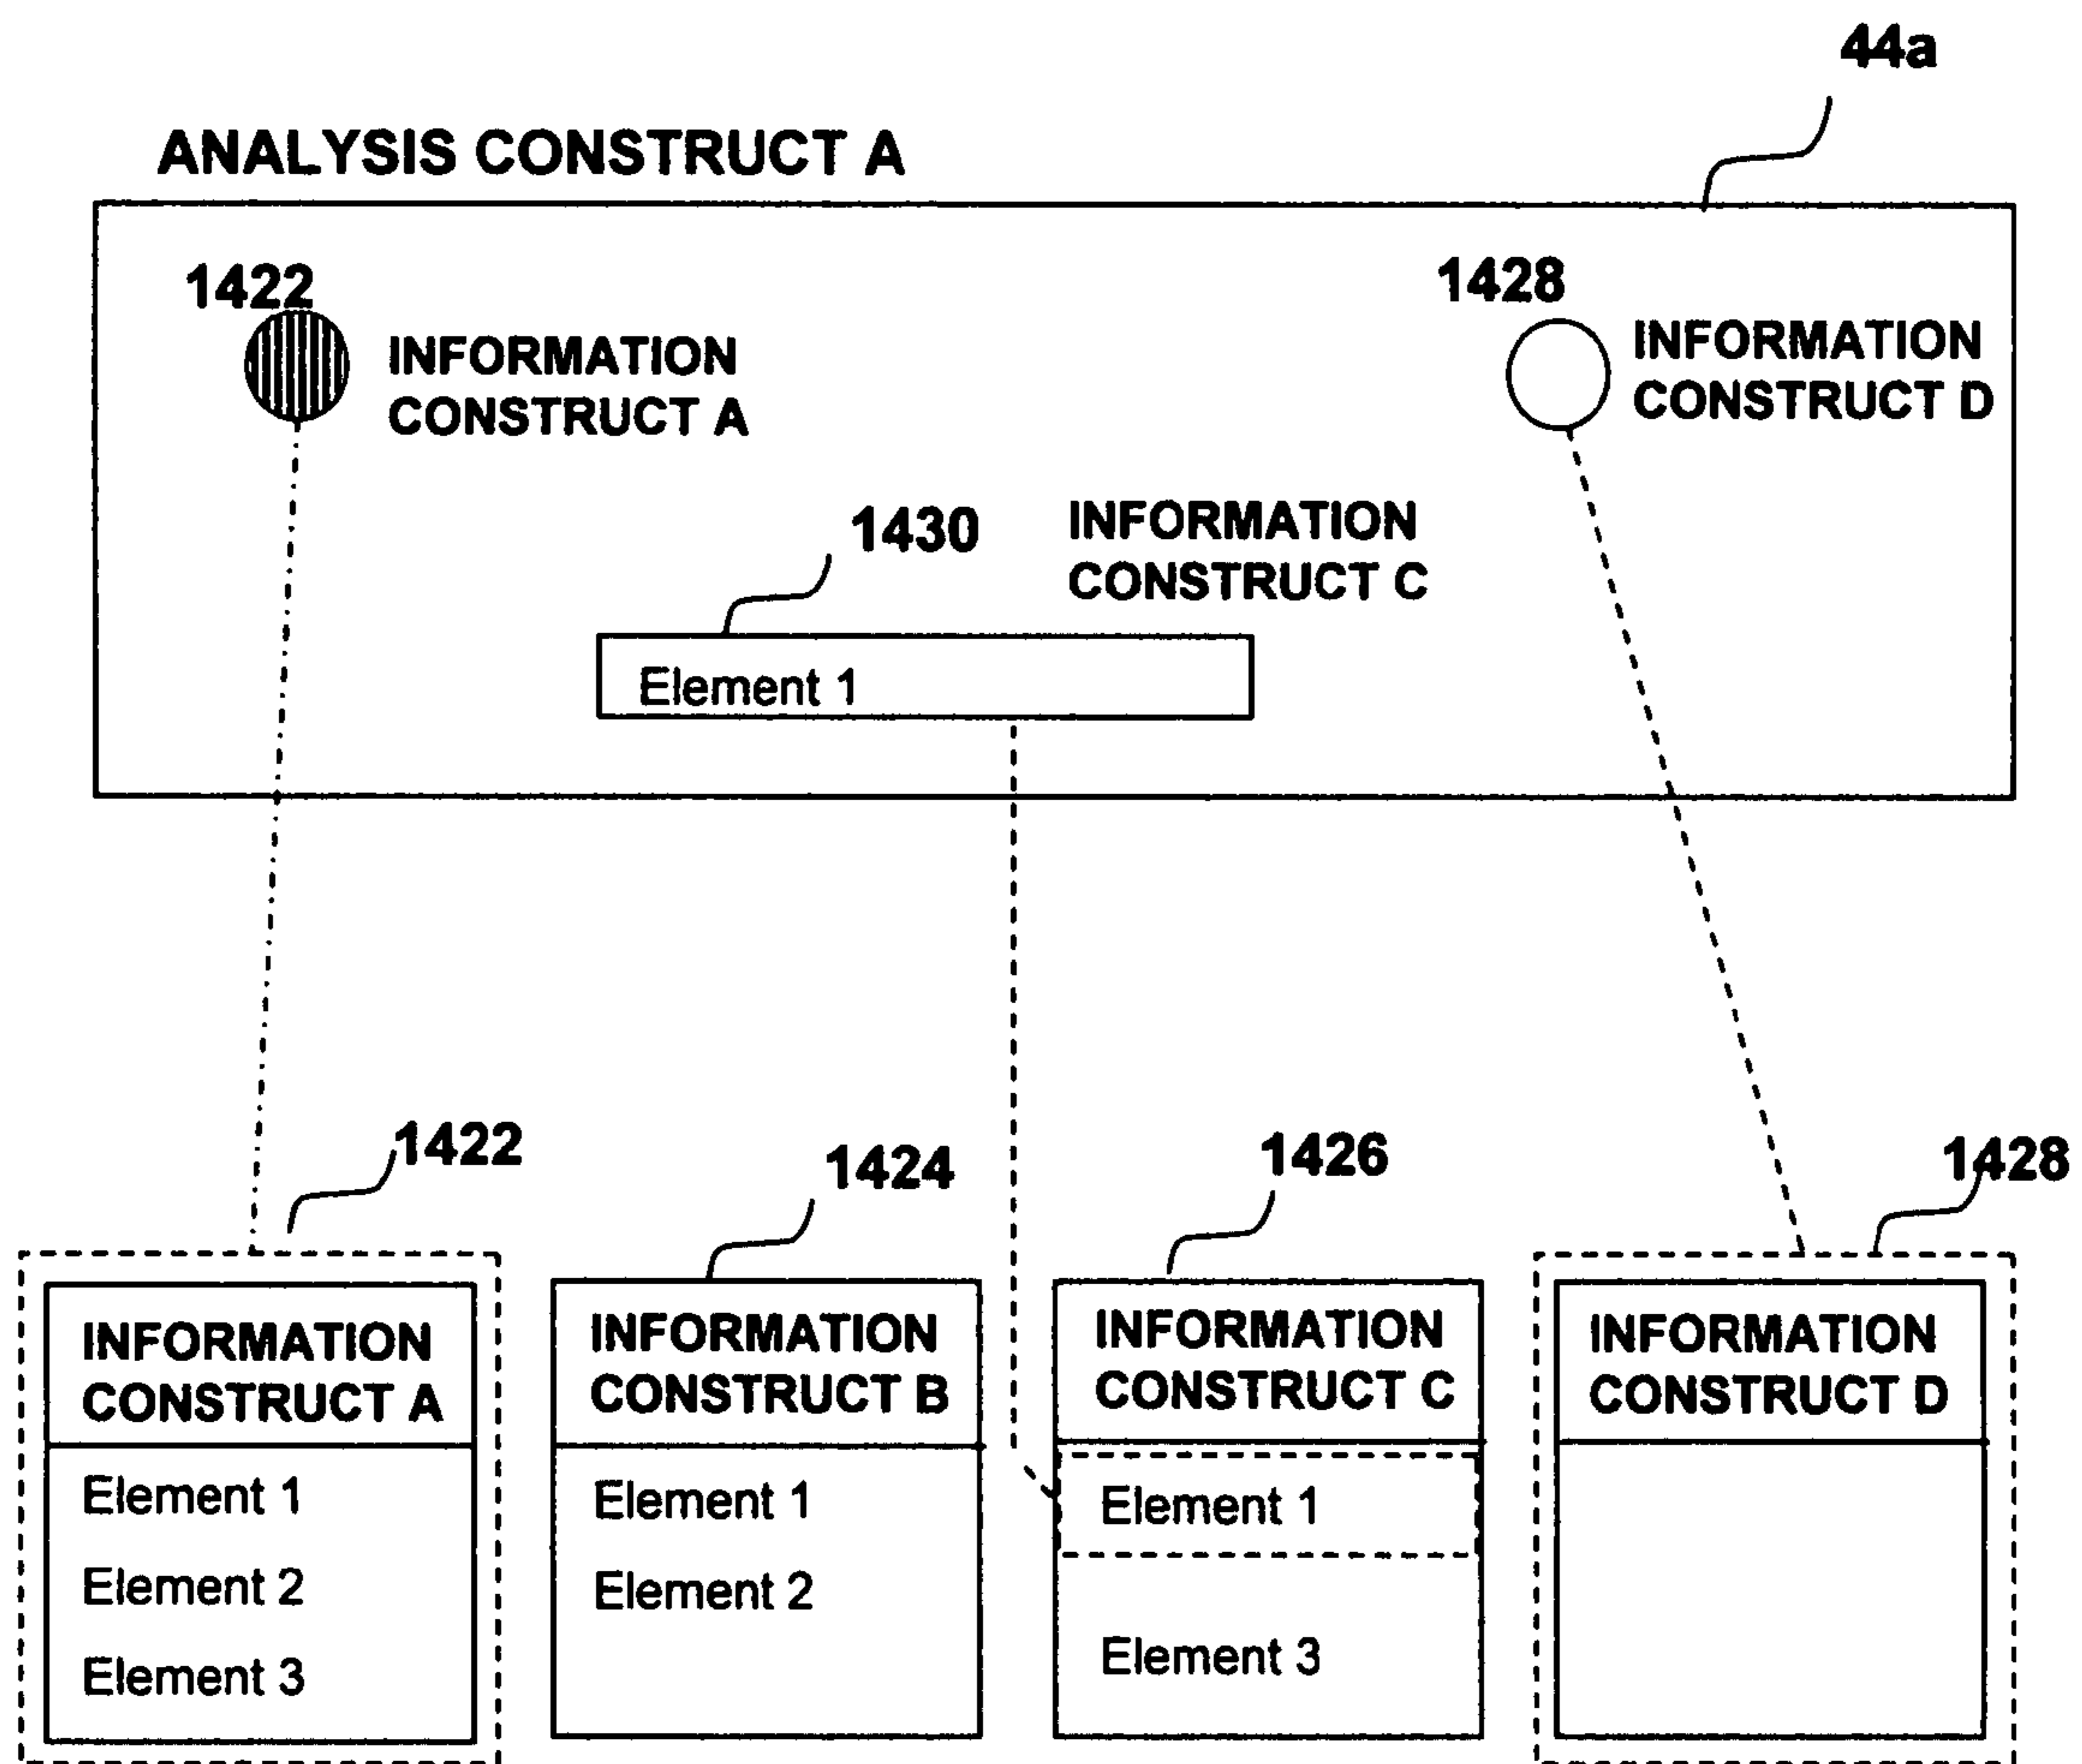 44a
ANALYSIS CONSTRUCT A
1422
1428
INFORMATION
CONSTRUCT A
INFORMATION
CONSTRUCT D
1430
INFORMATION
CONSTRUCT C
Element 1
1422
1424
1426
1428
INFORMATION
CONSTRUCT A
Element 1
Element 2
Element 3
INFORMATION
CONSTRUCT B
Element 1
Element 2
INFORMATION
CONSTRUCT C
Element 1
Element 3
INFORMATION
CONSTRUCT D